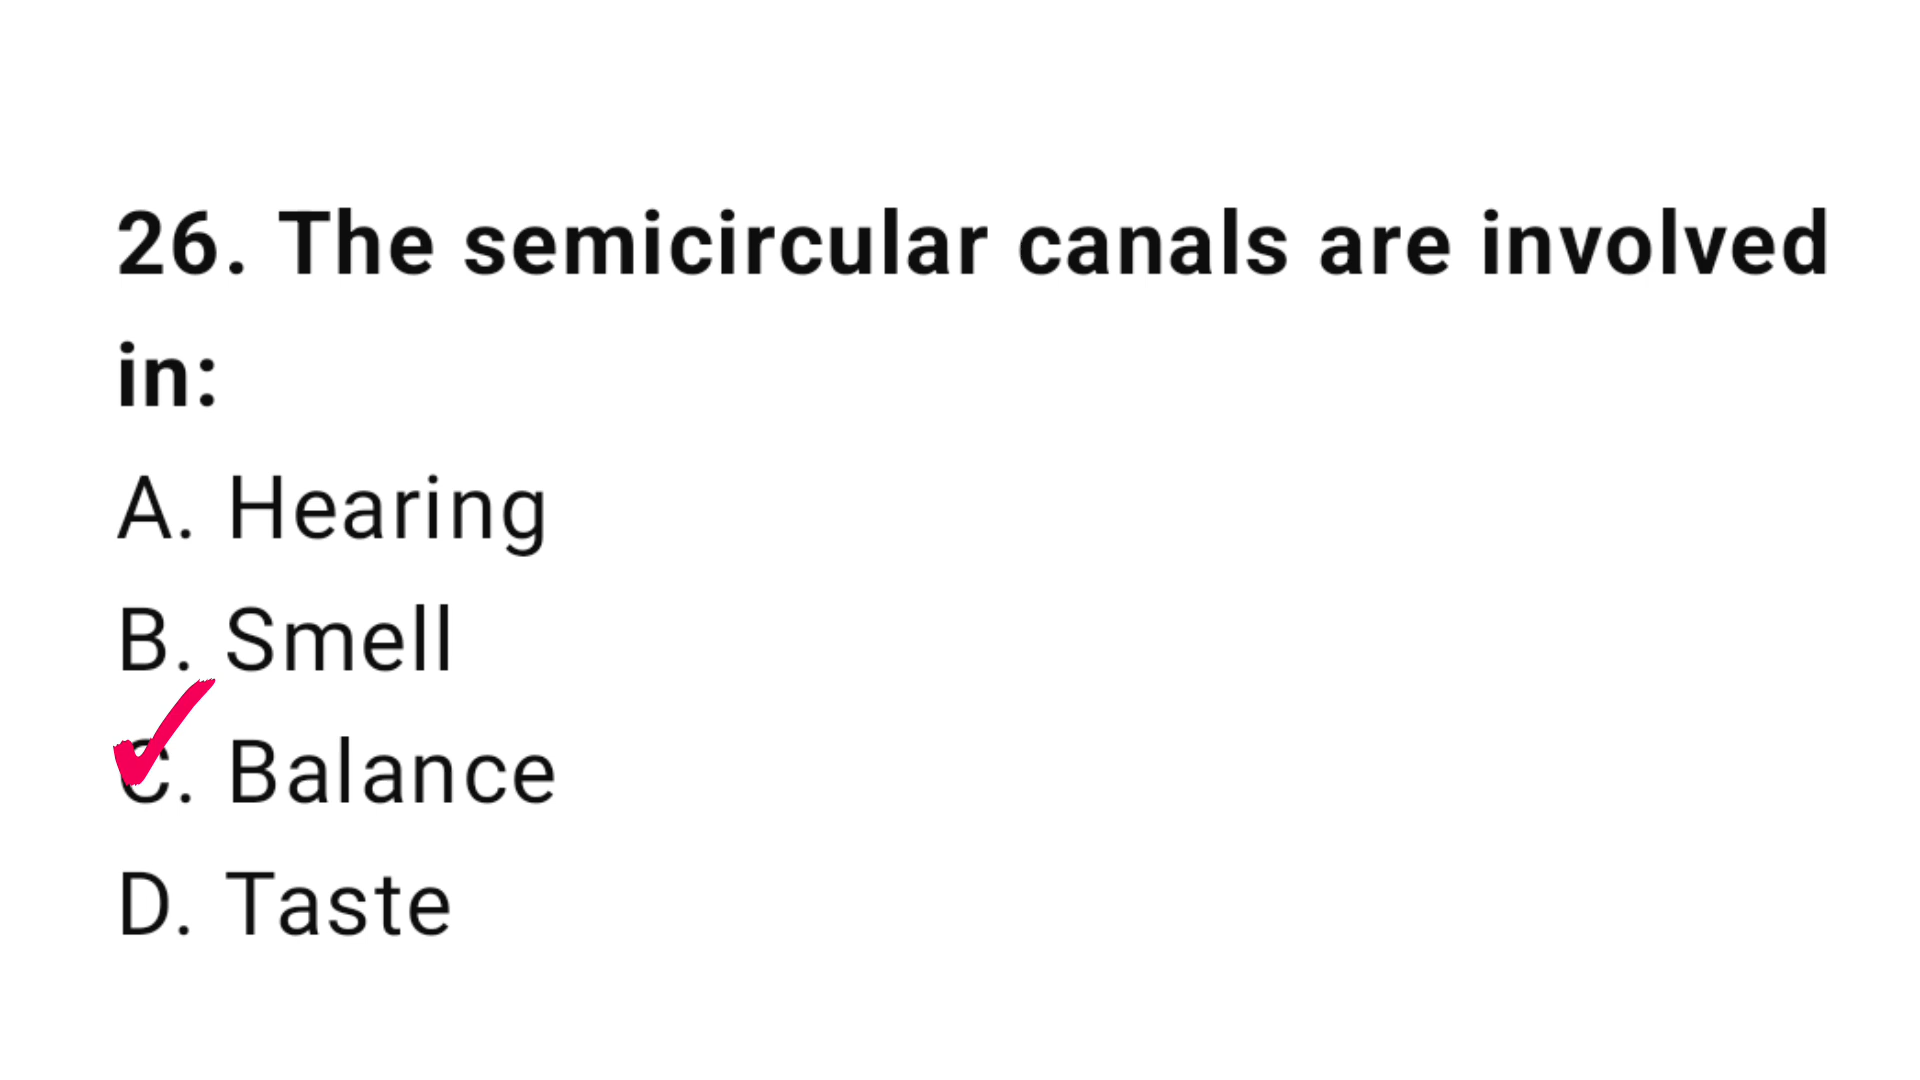 26. The semicircular canals are involved
in:
A. Hearing
B. Smell
C. Balance
D. Taste